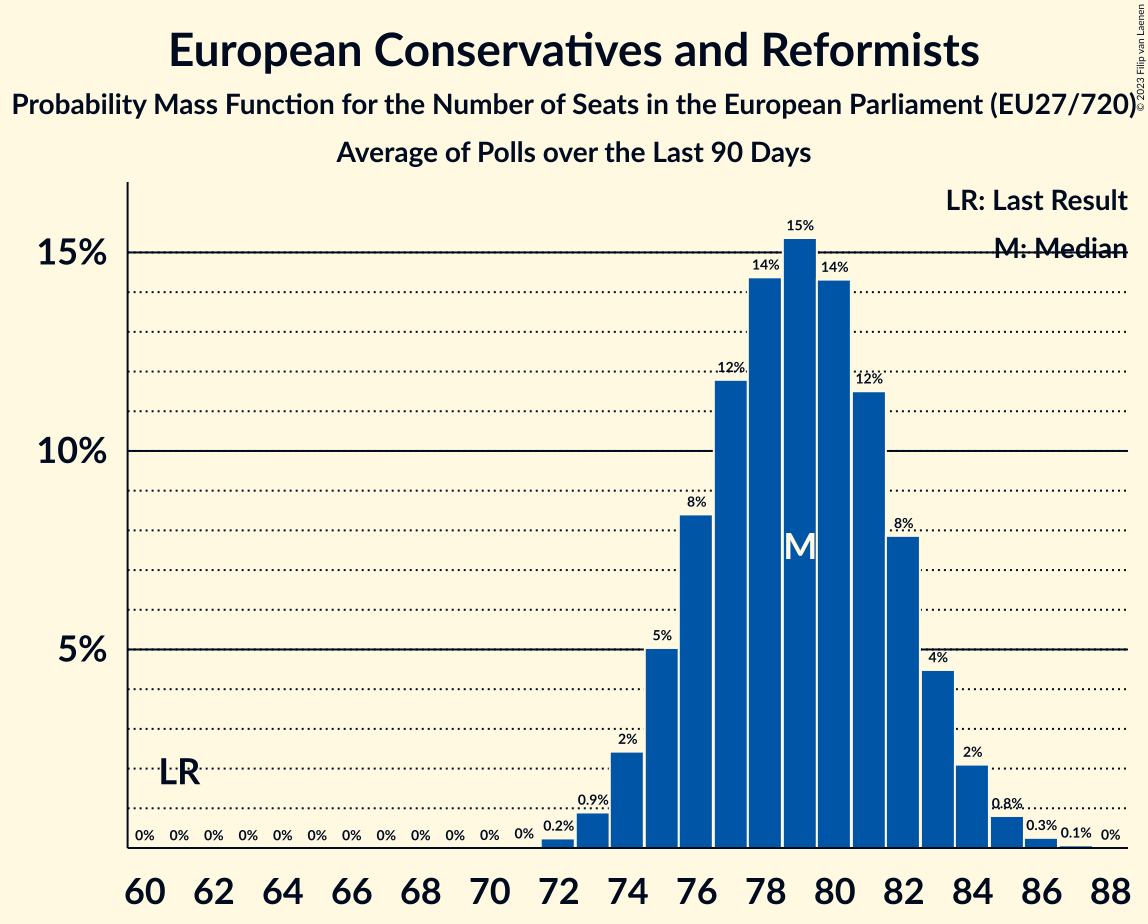 European Conservatives and Reformists
Probability Mass Function for the Number of Seats in the European Parliament (EU27/720)
Average of Polls over the Last 90 Days
© 2023 Filip van Laenen
LR: Last Result
M: Median
15%
10%
5%
0% 0% 0% 0% 0% 0% 0% 0% 0% 0% 0% 0% 0.2% 0.9% 2% 5% 8% 12% 14% 15% 14% 12% 8% 4% 2% 0.8% 0.3% 0.1% 0%
LR
M
60 62 64 66 68 70 72 74 76 78 80 82 84 86 88